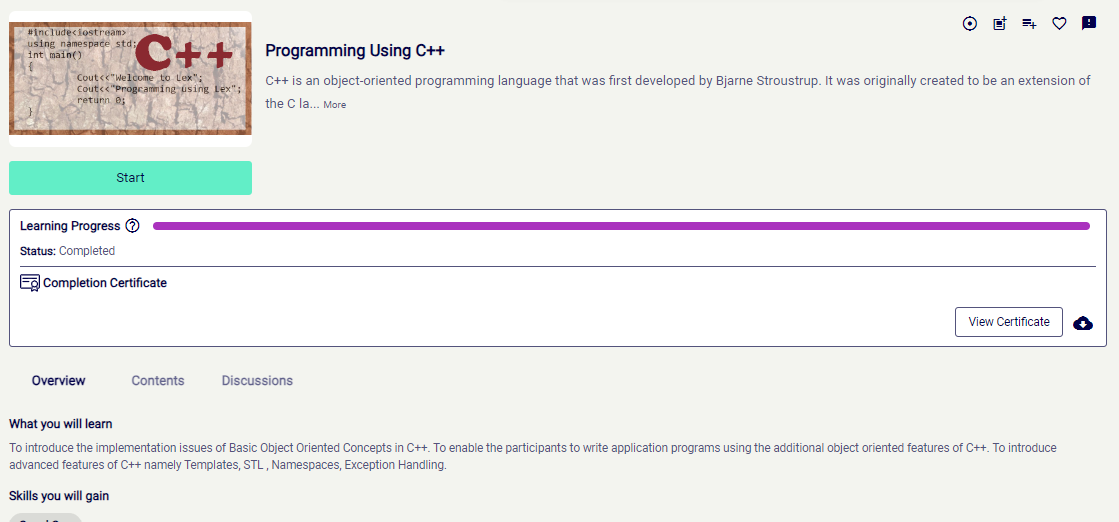 #include<iostream>
using namespace std;
int main()
{
Cout<<"Welcome to Lex";
Cout<<"Programming using Lex";
return 0;
}
C++
Programming Using C++
C++ is an object-oriented programming language that was first developed by Bjarne Stroustrup. It was originally created to be an extension of
the C la... More
Start
Learning Progress
Status: Completed
Completion Certificate
View Certificate
Overview Contents Discussions
What you will learn
To introduce the implementation issues of Basic Object Oriented Concepts in C++. To enable the participants to write application programs using the additional object oriented features of C++. To introduce
advanced features of C++ namely Templates, STL , Namespaces, Exception Handling.
Skills you will gain